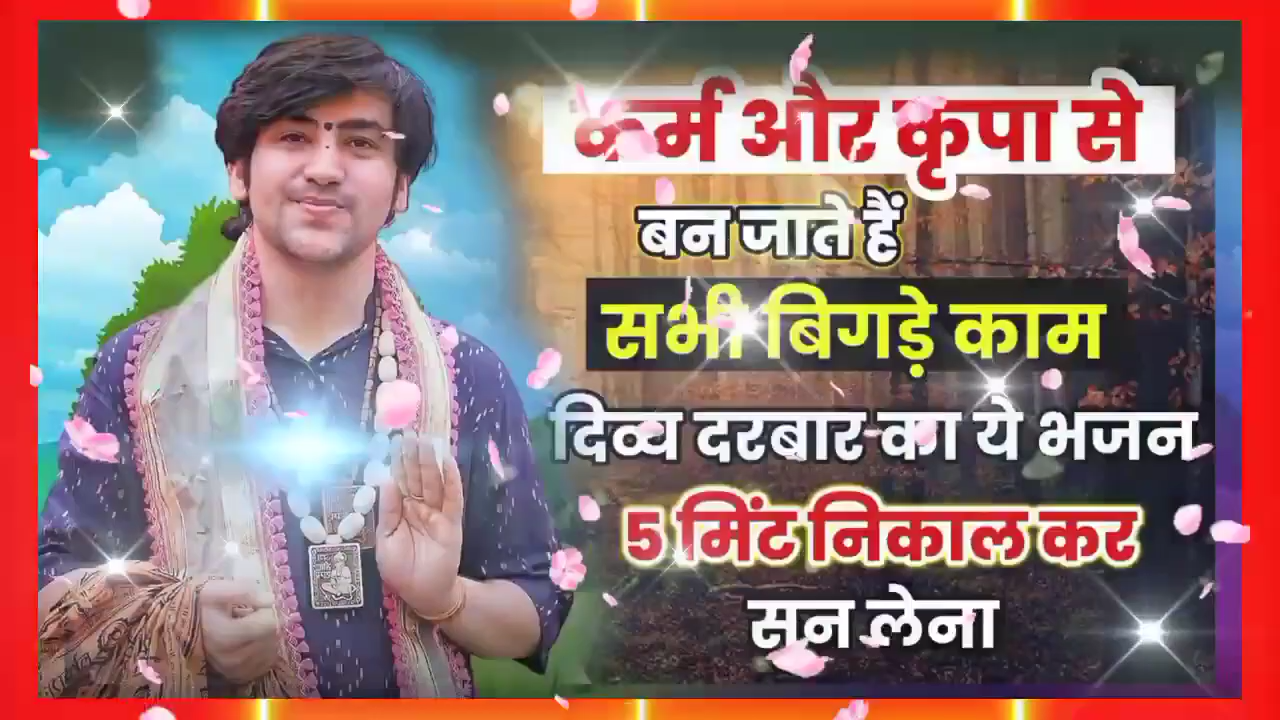 कर्म और कृपा से
बन जाते हैं
सभी बिगड़े काम
दिव्य दरबार का ये भजन
5 मिंट निकाल कर
सुन लेना